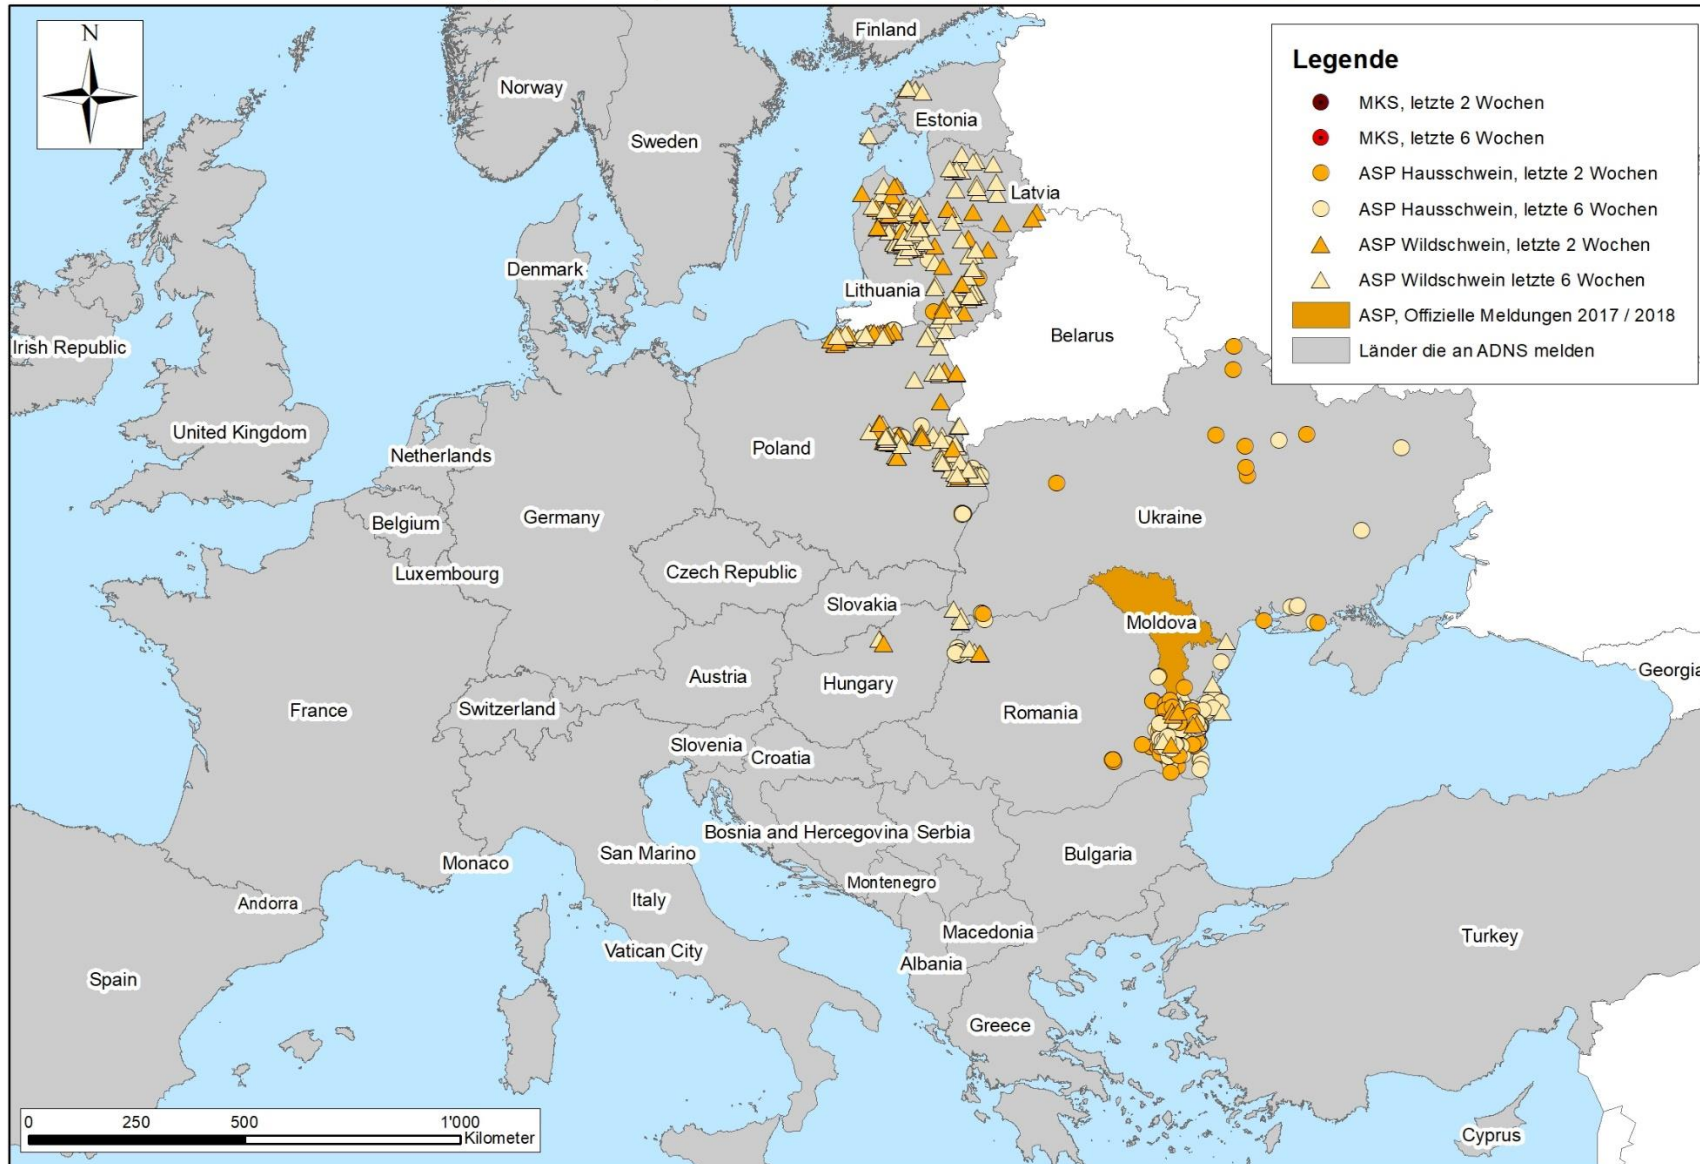 N
Finland
Norway
Sweden
Estonia
Latvia
Denmark
Lithuania
Belarus
Irish Republic
United Kingdom
Netherlands
Poland
Germany
Belgium
Ukraine
Luxembourg
Czech Republic
Slovakia
Moldova
Austria
Hungary
Georgia
France
Switzerland
Romania
Slovenia
Croatia
Bosnia and Hercegovina
Serbia
Bulgaria
Monaco
San Marino
Montenegro
Andorra
Italy
Macedonia
Vatican City
Albania
Turkey
Spain
Greece
Cyprus
Legende
MKS, letzte 2 Wochen
MKS, letzte 6 Wochen
ASP Hausschwein, letzte 2 Wochen
ASP Hausschwein, letzte 6 Wochen
ASP Wildschwein, letzte 2 Wochen
ASP Wildschwein letzte 6 Wochen
ASP, Offizielle Meldungen 2017 / 2018
Länder die an ADNS melden
0 250 500 1'000
Kilometer